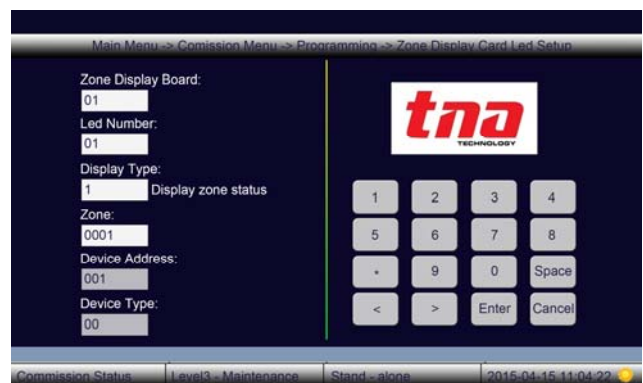 Main Menu -> Comission Menu -> Programming -> Zone Display Card Led Setup
Zone Display Board:
01
Led Number:
01
Display Type:
1 Display zone status
Zone:
0001
Device Address:
001
Device Type:
00
tna
TECHNOLOGY
1 2 3 4
5 6 7 8
* 9 0 Space
< > Enter Cancel
Commission Status Level3 - Maintenance Stand - alone 2015-04-15 11:04:22